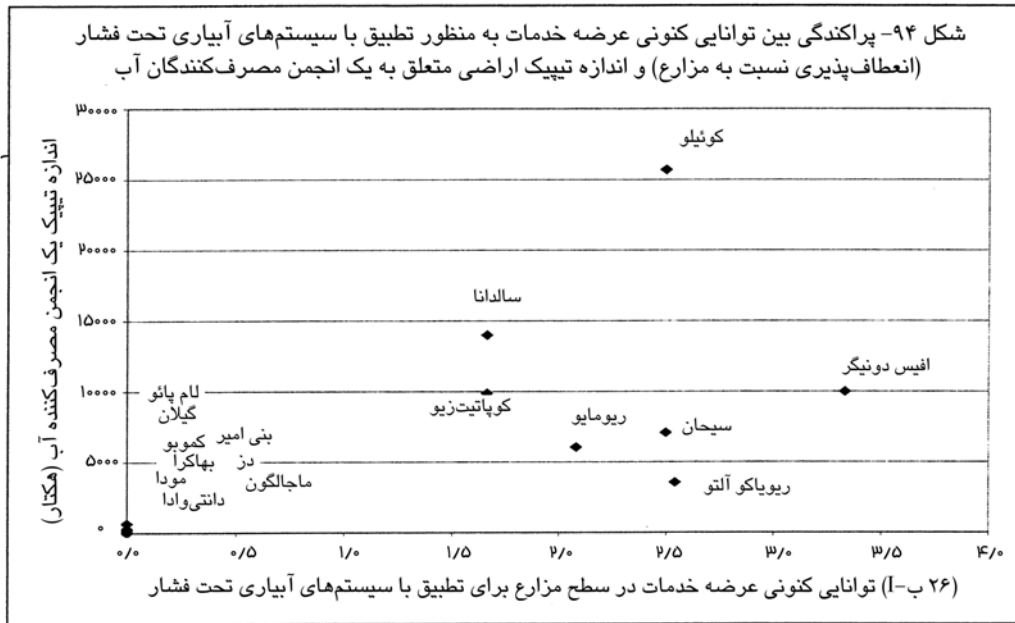 شکل ۹۴- پراکندگی بین توانایی کنونی عرضه خدمات به منظور تطبیق با سیستم‌های آبیاری تحت فشار
(انعطاف‌پذیری نسبت به مزارع) و اندازه تیپیک اراضی متعلق به یک انجمن مصرف‌کنندگان آب
اندازه تیپیک یک انجمن مصرف‌کننده آب (هکتار)
۳۰۰۰۰
کوئیلو
۲۵۰۰۰
۲۰۰۰۰
سالدانا
۱۵۰۰۰
افیس دونیگر
۱۰۰۰۰
لام پائو
کوپاتیت‌زیو
ریومایو
سیحان
گیلان
بنی امیر
کموبو
۵۰۰۰
دز
بهاکرا
مودا
ماجالگون
ریویاکو آلتو
دانتی‌وادا
۰
۰/۰ ۰/۵ ۱/۰ ۱/۵ ۲/۰ ۲/۵ ۳/۰ ۳/۵ ۴/۰
(۲۶ ب-I) توانایی کنونی عرضه خدمات در سطح مزارع برای تطبیق با سیستم‌های آبیاری تحت فشار